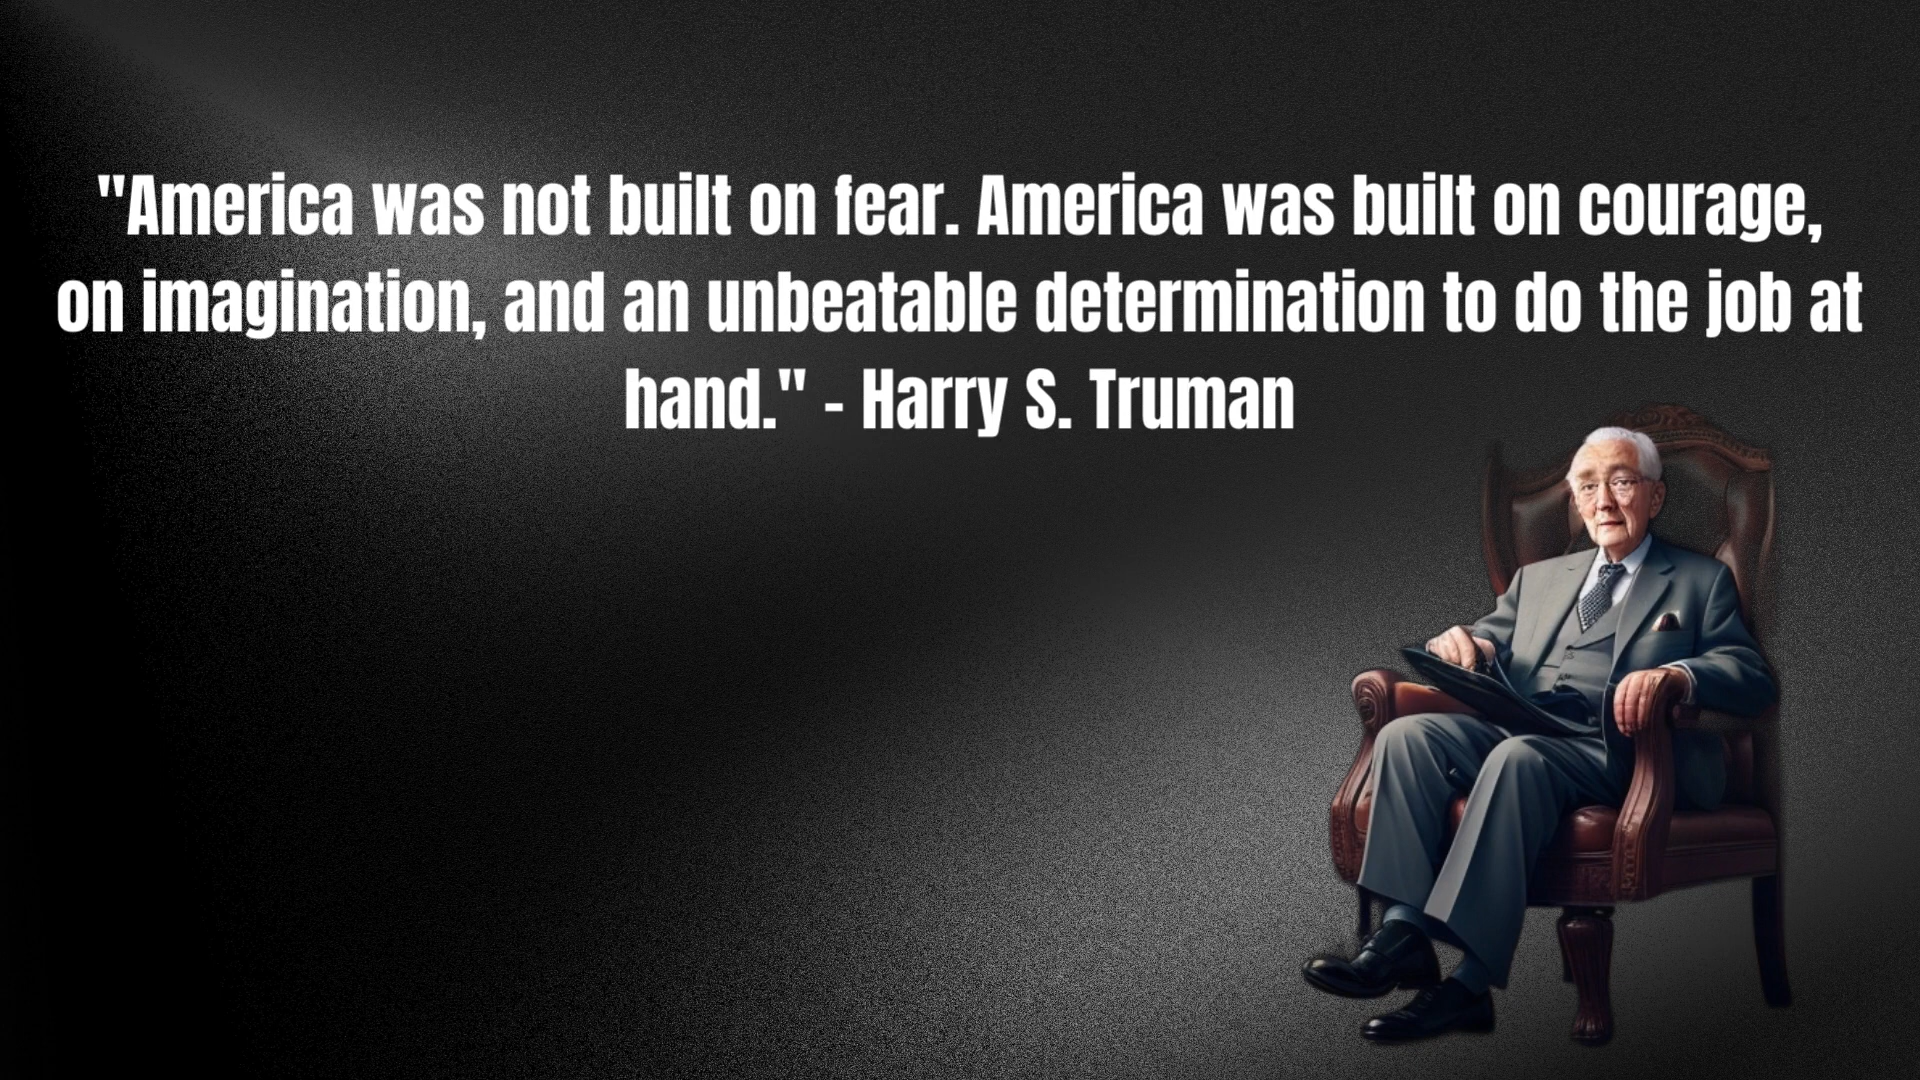 "America was not built on fear. America was built on courage,
on imagination, and an unbeatable determination to do the job at
hand." - Harry S. Truman